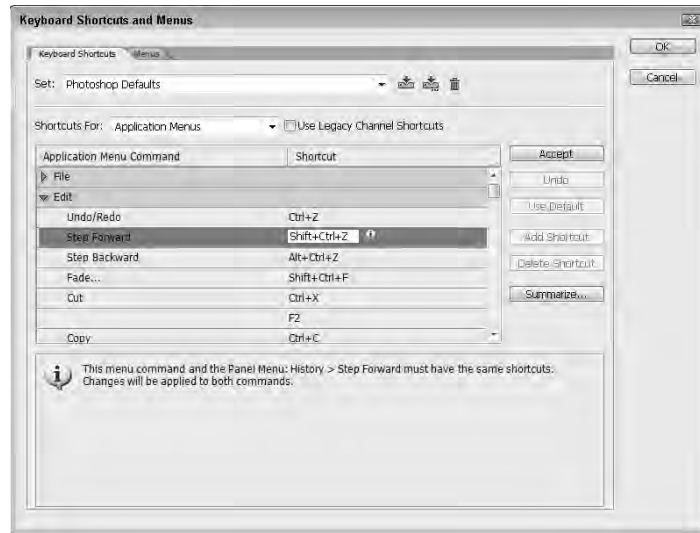 Keyboard Shortcuts and Menus
Keyboard Shortcuts Menus
OK
Cancel
Set: Photoshop Defaults
Shortcuts For: Application Menus Use Legacy Channel Shortcuts
Application Menu Command Shortcut
Accept
File
Undo
Edit
Use Default
Undo/Redo Ctrl+Z
Step Forward Shift+Ctrl+Z
Add Shortcut
Step Backward Alt+Ctrl+Z
Delete Shortcut
Fade... Shift+Ctrl+F
Cut Ctrl+X
Summarize...
F2
Copy Ctrl+C
This menu command and the Panel Menu: History > Step Forward must have the same shortcuts.
Changes will be applied to both commands.